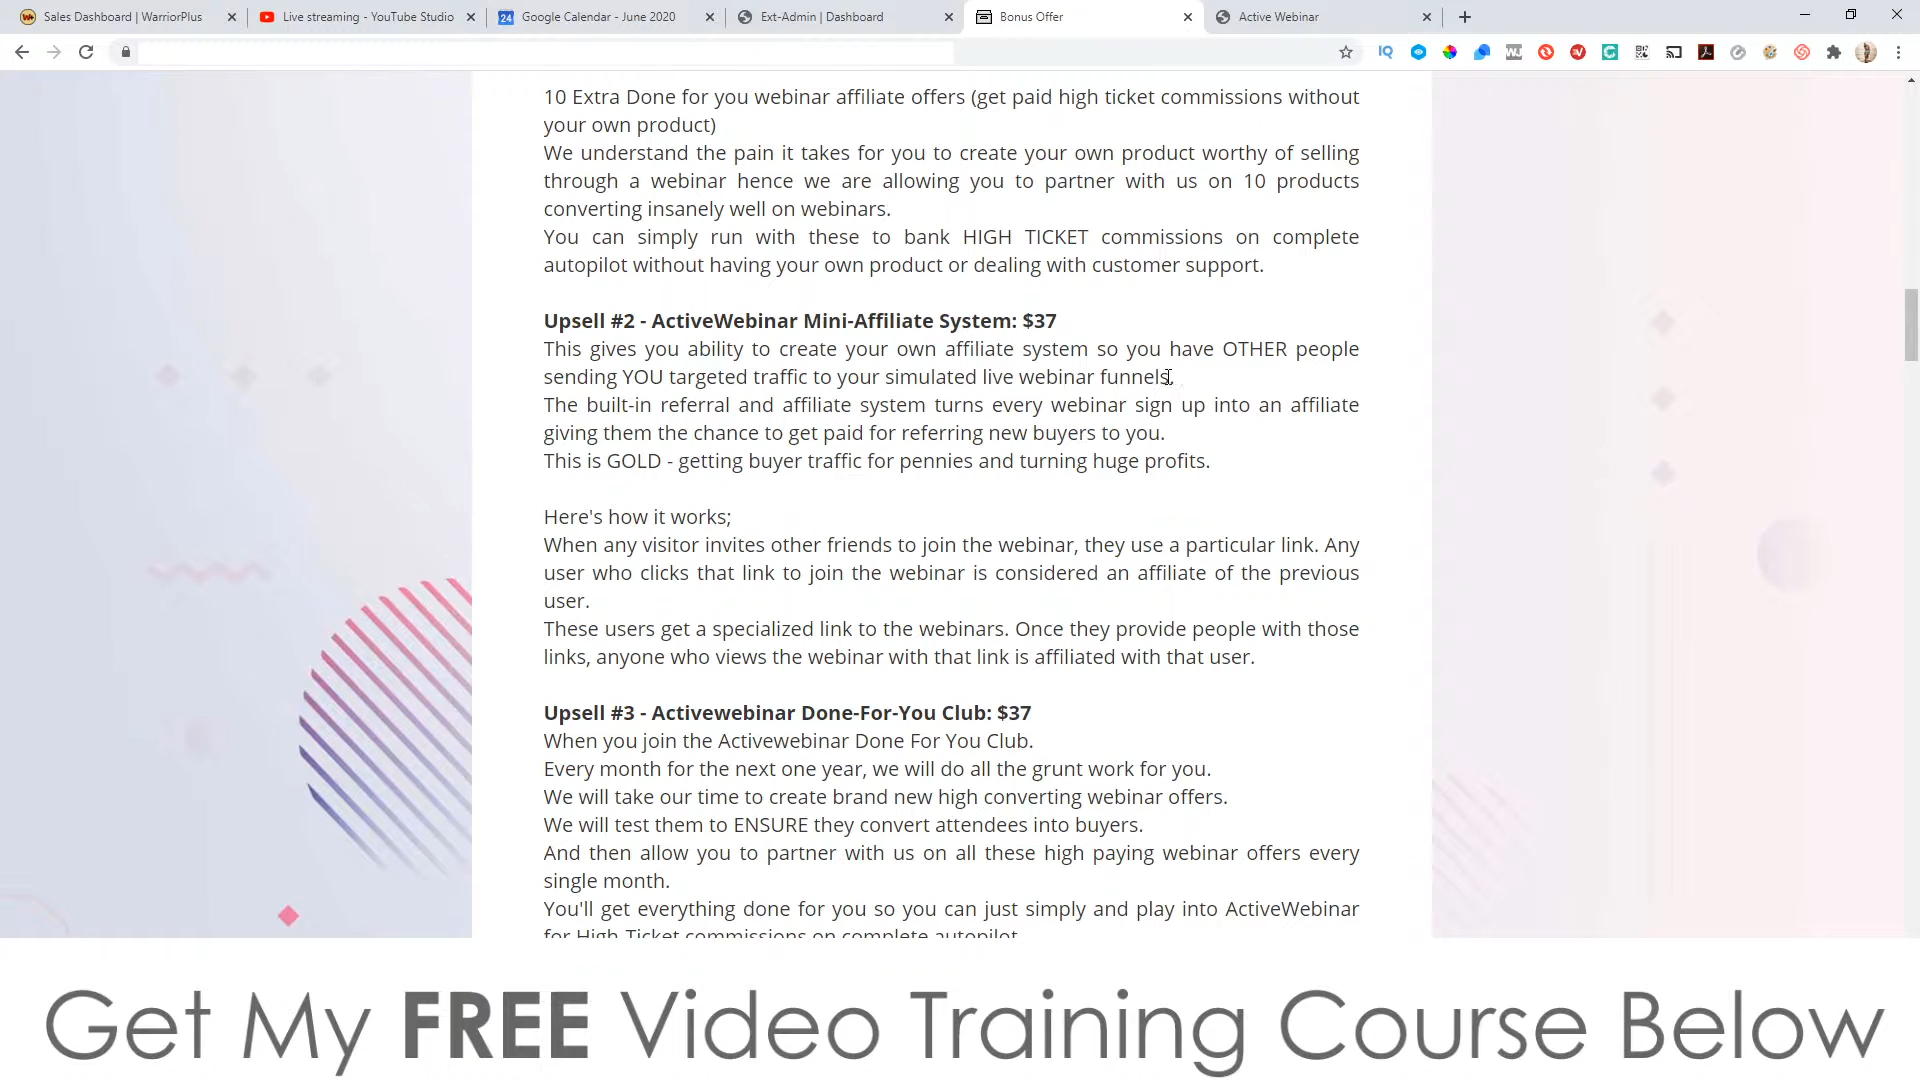 Sales Dashboard | WarriorPlus
Live streaming - YouTube Studio
24
Google Calendar - June 2020
Ext-Admin | Dashboard
Bonus Offer
Active Webinar
10 Extra Done for you webinar affiliate offers (get paid high ticket commissions without
your own product)
We understand the pain it takes for you to create your own product worthy of selling
through a webinar hence we are allowing you to partner with us on 10 products
converting insanely well on webinars.
You can simply run with these to bank HIGH TICKET commissions on complete
autopilot without having your own product or dealing with customer support.
Upsell #2 - ActiveWebinar Mini-Affiliate System: $37
This gives you ability to create your own affiliate system so you have OTHER people
sending YOU targeted traffic to your simulated live webinar funnels.
The built-in referral and affiliate system turns every webinar sign up into an affiliate
giving them the chance to get paid for referring new buyers to you.
This is GOLD - getting buyer traffic for pennies and turning huge profits.
Here's how it works;
When any visitor invites other friends to join the webinar, they use a particular link. Any
user who clicks that link to join the webinar is considered an affiliate of the previous
user.
These users get a specialized link to the webinars. Once they provide people with those
links, anyone who views the webinar with that link is affiliated with that user.
Upsell #3 - Activewebinar Done-For-You Club: $37
When you join the Activewebinar Done For You Club.
Every month for the next one year, we will do all the grunt work for you.
We will take our time to create brand new high converting webinar offers.
We will test them to ENSURE they convert attendees into buyers.
And then allow you to partner with us on all these high paying webinar offers every
single month.
You'll get everything done for you so you can just simply and play into ActiveWebinar
for High Ticket commissions on complete autopilot
Get My FREE Video Training Course Below